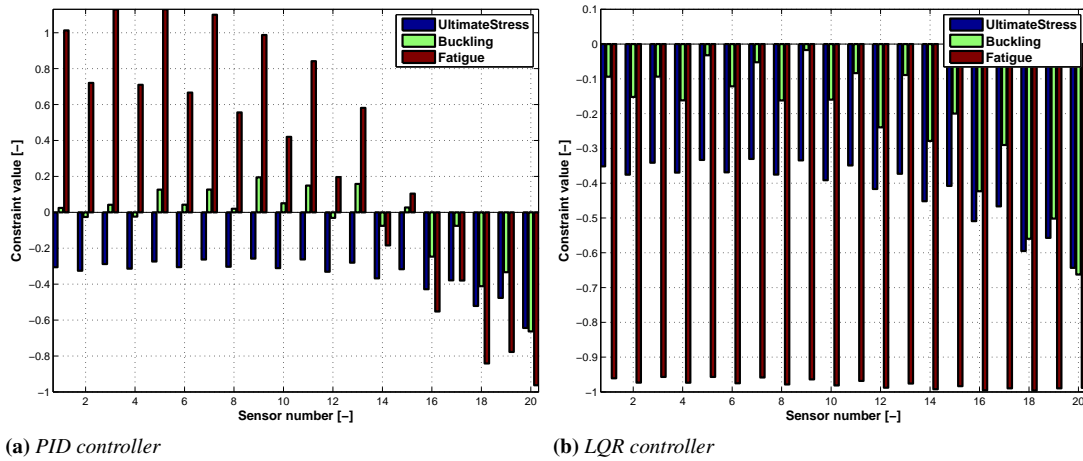 1
0.8
0.6
0.4
0.2
0
−0.2
−0.4
−0.6
−0.8
−1
Constraint value [−]
2 4 6 8 10 12 14 16 18 20
Sensor number [−]
UltimateStress
Buckling
Fatigue
(a) PID controller
0.1
0
−0.1
−0.2
−0.3
−0.4
−0.5
−0.6
−0.7
−0.8
−0.9
−1
Constraint value [−]
2 4 6 8 10 12 14 16 18 20
Sensor number [−]
UltimateStress
Buckling
Fatigue
(b) LQR controller